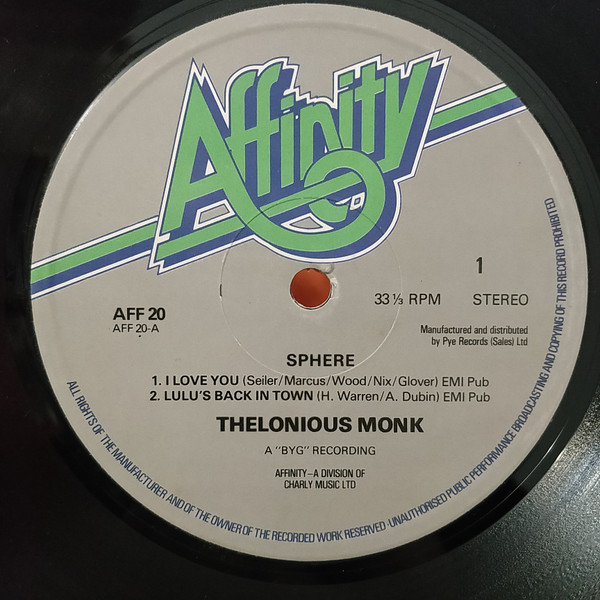 Affinity
1
33 ⅓ RPM STEREO
AFF 20
AFF 20-A
Manufactured and distributed
by Pye Records (Sales) Ltd
SPHERE
1. I LOVE YOU (Seiler/Marcus/Wood/Nix/Glover) EMI Pub
2. LULU'S BACK IN TOWN (H. Warren/A. Dubin) EMI Pub
THELONIOUS MONK
A "BYG" RECORDING
AFFINITY–A DIVISION OF
CHARLY MUSIC LTD
ALL RIGHTS OF THE MANUFACTURER AND OF THE OWNER OF THE RECORDED WORK RESERVED · UNAUTHORISED PUBLIC PERFORMANCE BROADCASTING AND COPYING OF THIS RECORD PROHIBITED